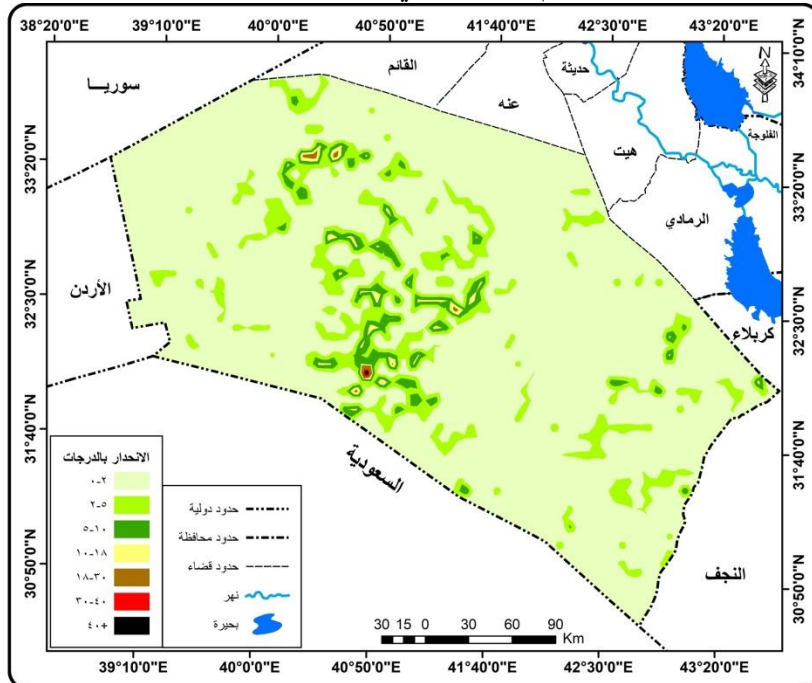 38°20'0"E 39°10'0"E 40°0'0"E 40°50'0"E 41°40'0"E 42°30'0"E 43°20'0"E
34°10'0"N
33°20'0"N
32°30'0"N
31°40'0"N
30°50'0"N
33°20'0"N
32°30'0"N
31°40'0"N
30°50'0"N
N
سوريا
القائم
عنه
حديثة
هيت
الفلوجة
الرمادي
الأردن
كربلاء
السعودية
النجف
الانحدار بالدرجات
٠-٢
٢-٥
٥-١٠
١٠-١٨
١٨-٣٠
٣٠-٤٠
٤٠+
حدود دولية
حدود محافظة
حدود قضاء
نهر
بحيرة
30 15 0 30 60 90
Km
39°10'0"E 40°0'0"E 40°50'0"E 41°40'0"E 42°30'0"E 43°20'0"E